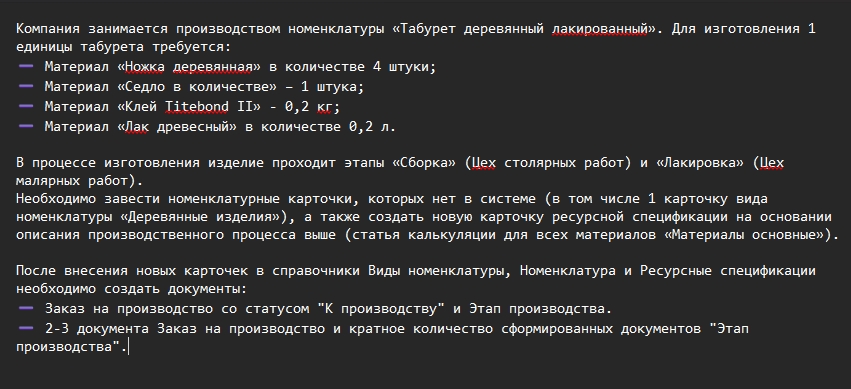 Компания занимается производством номенклатуры «Табурет деревянный лакированный». Для изготовления 1
единицы табурета требуется:
— Материал «Ножка деревянная» в количестве 4 штуки;
— Материал «Седло в количестве» – 1 штука;
— Материал «Клей Titebond II» - 0,2 кг;
— Материал «Лак древесный» в количестве 0,2 л.
В процессе изготовления изделие проходит этапы «Сборка» (Цех столярных работ) и «Лакировка» (Цех
малярных работ).
Необходимо завести номенклатурные карточки, которых нет в системе (в том числе 1 карточку вида
номенклатуры «Деревянные изделия»), а также создать новую карточку ресурсной спецификации на основании
описания производственного процесса выше (статья калькуляции для всех материалов «Материалы основные»).
После внесения новых карточек в справочники Виды номенклатуры, Номенклатура и Ресурсные спецификации
необходимо создать документы:
— Заказ на производство со статусом "К производству" и Этап производства.
— 2-3 документа Заказ на производство и кратное количество сформированных документов "Этап
производства".